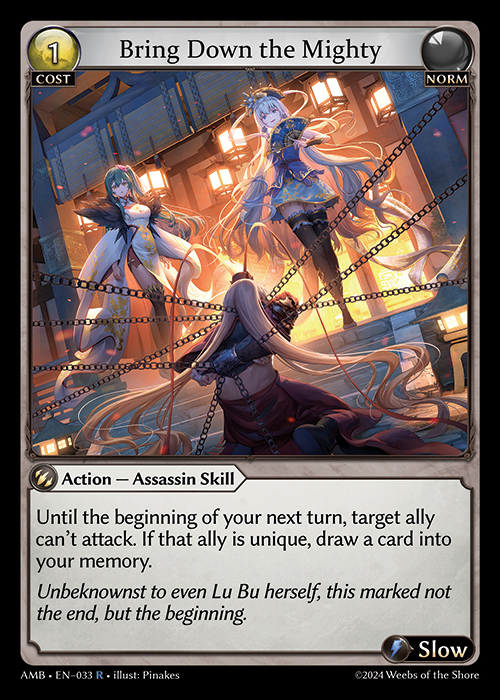 1
Bring Down the Mighty
COST
NORM
Action — Assassin Skill
Until the beginning of your next turn, target ally
can't attack. If that ally is unique, draw a card into
your memory.
Unbeknownst to even Lu Bu herself, this marked not
the end, but the beginning.
Slow
AMB • EN–033 R • illust: Pinakes
©2024 Weebs of the Shore